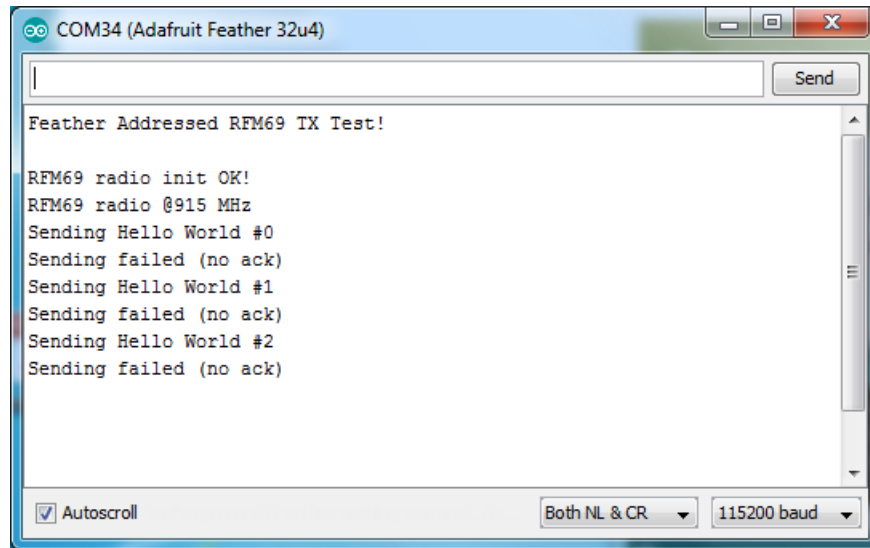 COM34 (Adafruit Feather 32u4)
Send
Feather Addressed RFM69 TX Test!
RFM69 radio init OK!
RFM69 radio @915 MHz
Sending Hello World #0
Sending failed (no ack)
Sending Hello World #1
Sending failed (no ack)
Sending Hello World #2
Sending failed (no ack)
Autoscroll
Both NL & CR
115200 baud